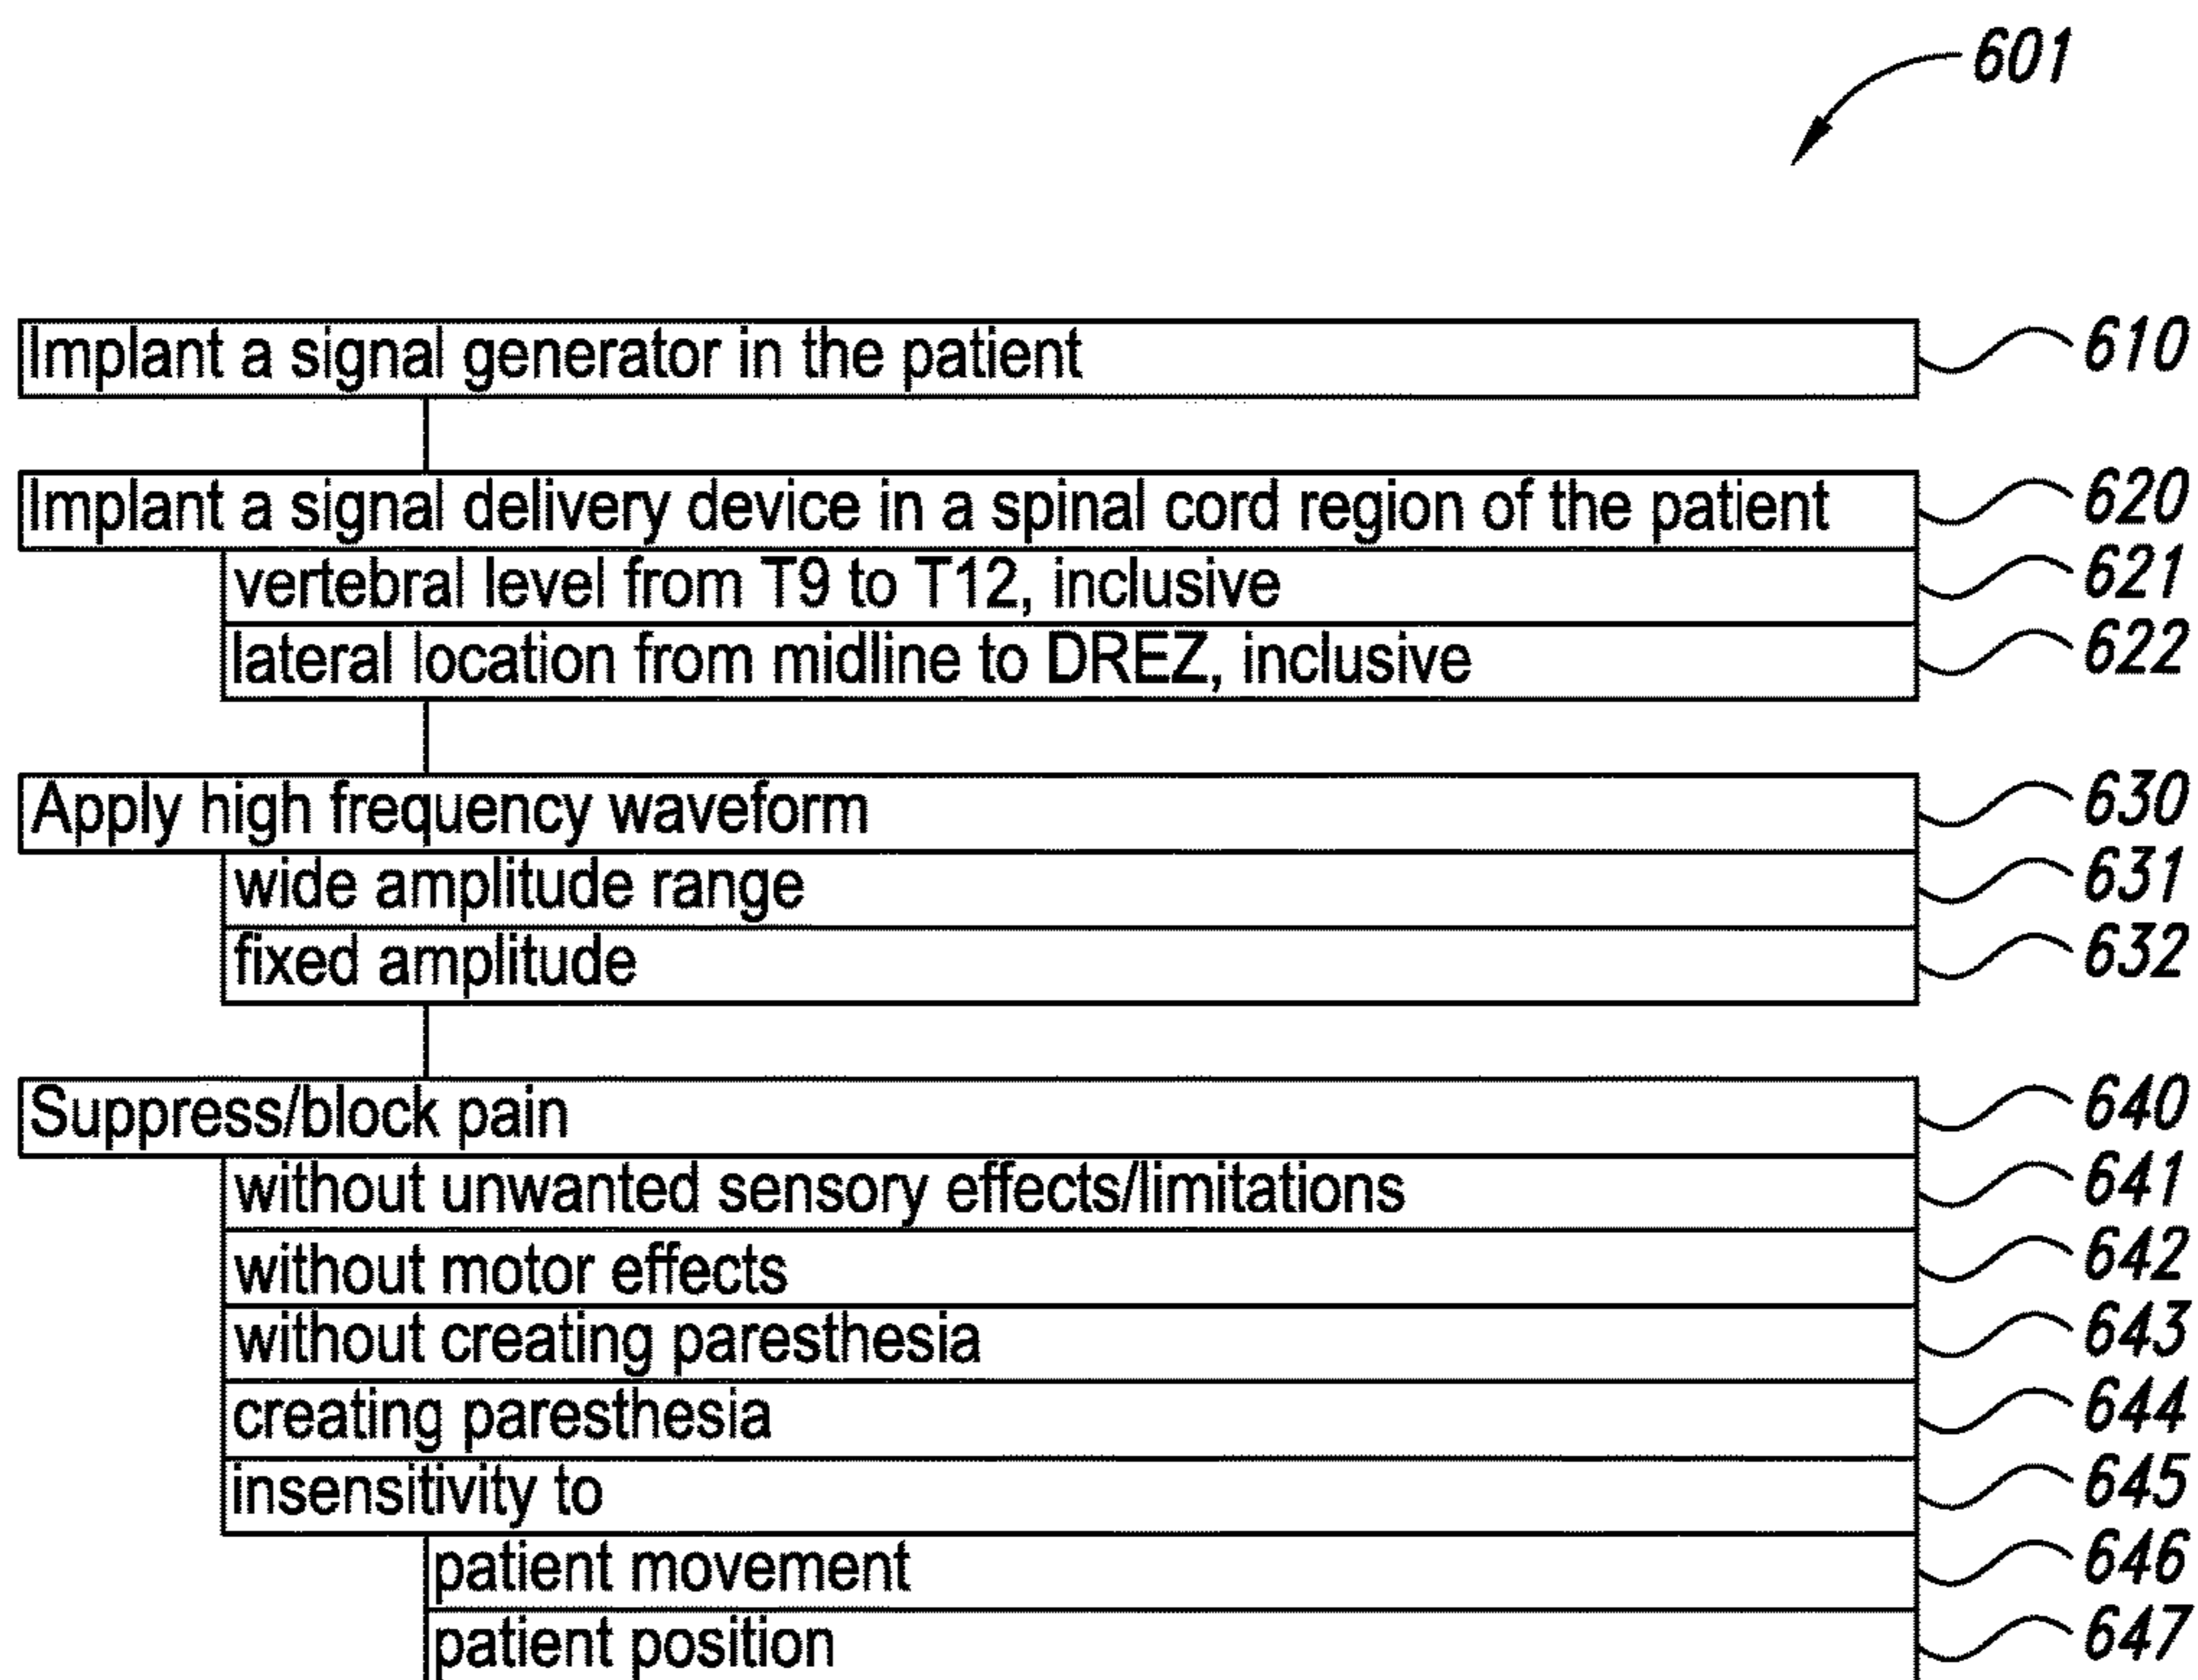 601
Implant a signal generator in the patient 610
Implant a signal delivery device in a spinal cord region of the patient 620
vertebral level from T9 to T12, inclusive 621
lateral location from midline to DREZ, inclusive 622
Apply high frequency waveform 630
wide amplitude range 631
fixed amplitude 632
Suppress/block pain 640
without unwanted sensory effects/limitations 641
without motor effects 642
without creating paresthesia 643
creating paresthesia 644
insensitivity to 645
patient movement 646
patient position 647